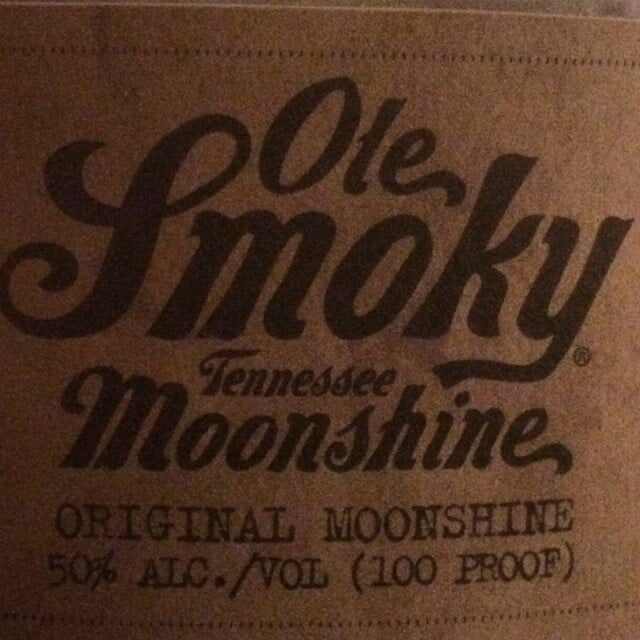 Ole
Smoky®
Tennessee
Moonshine
ORIGINAL MOONSHINE
50% ALC./VOL (100 PROOF)